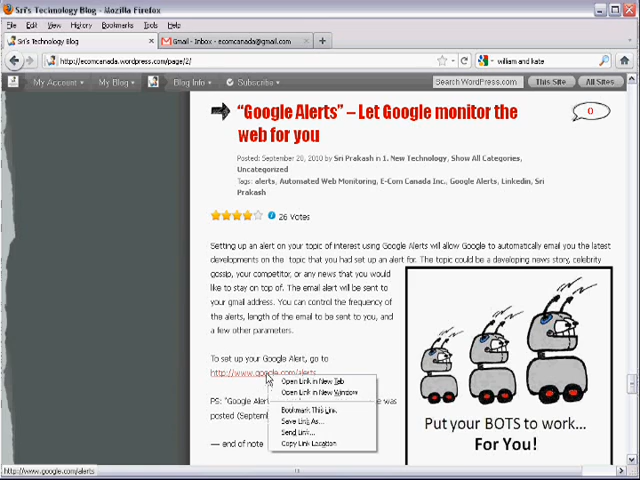 Sri's Technology Blog - Mozilla Firefox
File Edit View History Bookmarks Tools Help
Sri's Technology Blog
Gmail - Inbox - ecomcanada@gmail.com
http://ecomcanada.wordpress.com/page/2/
william and kate
My Account My Blog Blog Info Subscribe
Search WordPress.com This Site All Sites
“Google Alerts” – Let Google monitor the
web for you
0
Posted: September 20, 2010 by Sri Prakash in 1. New Technology, Show All Categories,
Uncategorized
Tags: alerts, Automated Web Monitoring, E-Com Canada Inc., Google Alerts, Linkedin, Sri
Prakash
26 Votes
Setting up an alert on your topic of interest using Google Alerts will allow Google to automatically email you the latest
developments on the topic that you had set up an alert for. The topic could be a developing news story, celebrity
gossip, your competitor, or any news that you would
like to stay on top of. The email alert will be sent to
your gmail address. You can control the frequency of
the alerts, length of the email to be sent to you, and
a few other parameters.
To set up your Google Alert, go to
http://www.google.com/alerts
PS: “Google Aler
was
posted (Septem
— end of note
Open Link in New Tab
Open Link in New Window
Bookmark This Link
Save Link As...
Send Link...
Copy Link Location
Put your BOTS to work...
For You!
http://www.google.com/alerts